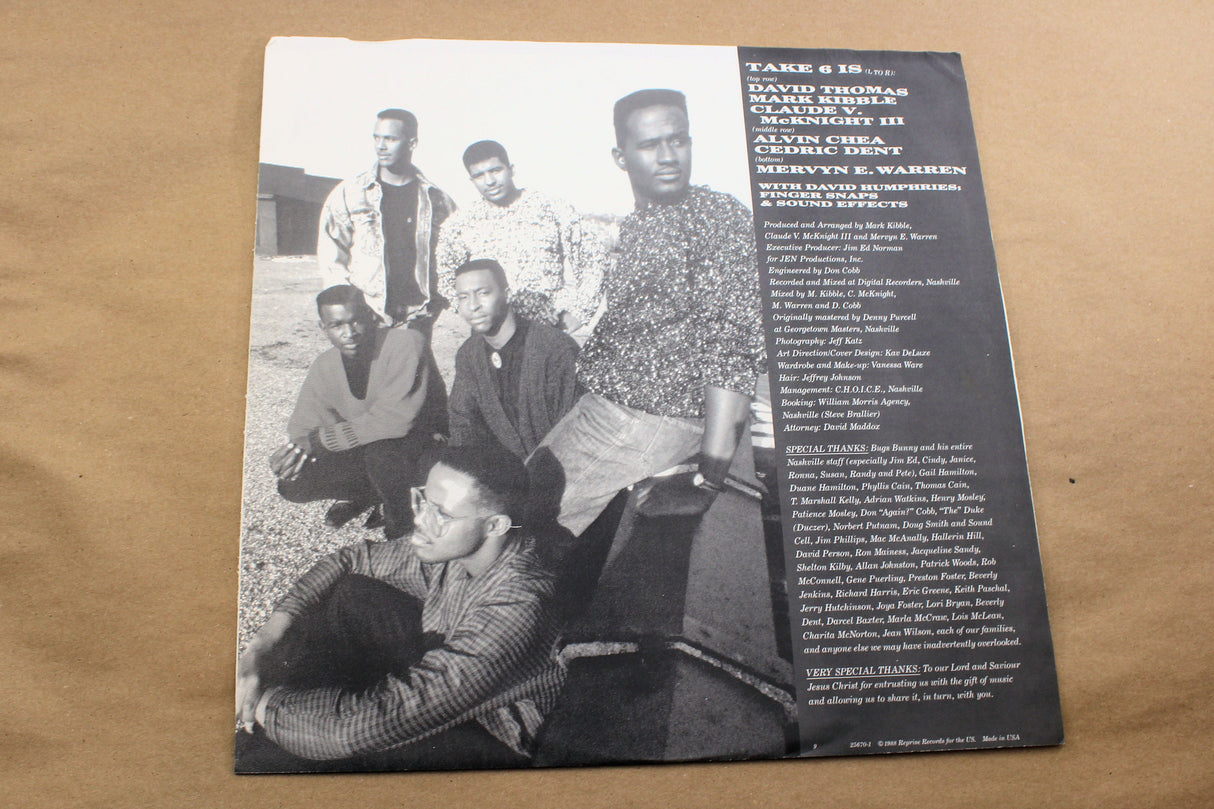 TAKE 6 IS (L TO R):
(top row)
DAVID THOMAS
MARK KIBBLE
CLAUDE V.
McKNIGHT III
(middle row)
ALVIN CHEA
CEDRIC DENT
(bottom)
MERVYN E. WARREN
WITH DAVID HUMPHRIES;
FINGER SNAPS
& SOUND EFFECTS
Produced and Arranged by Mark Kibble,
Claude V. McKnight III and Mervyn E. Warren
Executive Producer: Jim Ed Norman
for JEN Productions, Inc.
Engineered by Don Cobb
Recorded and Mixed at Digital Recorders, Nashville
Mixed by M. Kibble, C. McKnight,
M. Warren and D. Cobb
Originally mastered by Denny Purcell
at Georgetown Masters, Nashville
Photography: Jeff Katz
Art Direction/Cover Design: Kav DeLuxe
Wardrobe and Make-up: Vanessa Ware
Hair: Jeffrey Johnson
Management: C.H.O.I.C.E., Nashville
Booking: William Morris Agency,
Nashville (Steve Brallier)
Attorney: David Maddox
SPECIAL THANKS: Bugs Bunny and his entire
Nashville staff (especially Jim Ed, Cindy, Janice,
Ronna, Susan, Randy and Pete), Gail Hamilton,
Duane Hamilton, Phyllis Cain, Thomas Cain,
T. Marshall Kelly, Adrian Watkins, Henry Mosley,
Patience Mosley, Don "Again?" Cobb, "The" Duke
(Duczer), Norbert Putnam, Doug Smith and Sound
Cell, Jim Phillips, Mac McAnally, Hallerin Hill,
David Person, Ron Mainess, Jacqueline Sandy,
Shelton Kilby, Allan Johnston, Patrick Woods, Rob
McConnell, Gene Puerling, Preston Foster, Beverly
Jenkins, Richard Harris, Eric Greene, Keith Paschal,
Jerry Hutchinson, Joya Foster, Lori Bryan, Beverly
Dent, Darcel Baxter, Marla McCraw, Lois McLean,
Charita McNorton, Jean Wilson, each of our families,
and anyone else we may have inadvertently overlooked.
VERY SPECIAL THANKS: To our Lord and Saviour
Jesus Christ for entrusting us with the gift of music
and allowing us to share it, in turn, with you.
9 25670-1 © 1988 Reprise Records for the US. Made in USA